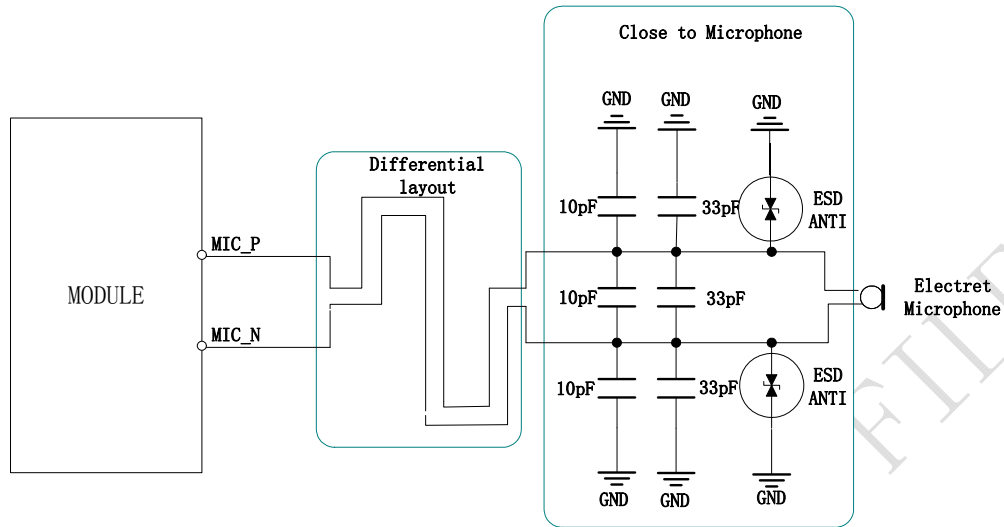 Close to Microphone
GND
GND
GND
Differential
layout
10pF
33pF
ESD
ANTI
MIC_P
MODULE
10pF
33pF
Electret
Microphone
MIC_N
10pF
33pF
ESD
ANTI
GND
GND
GND